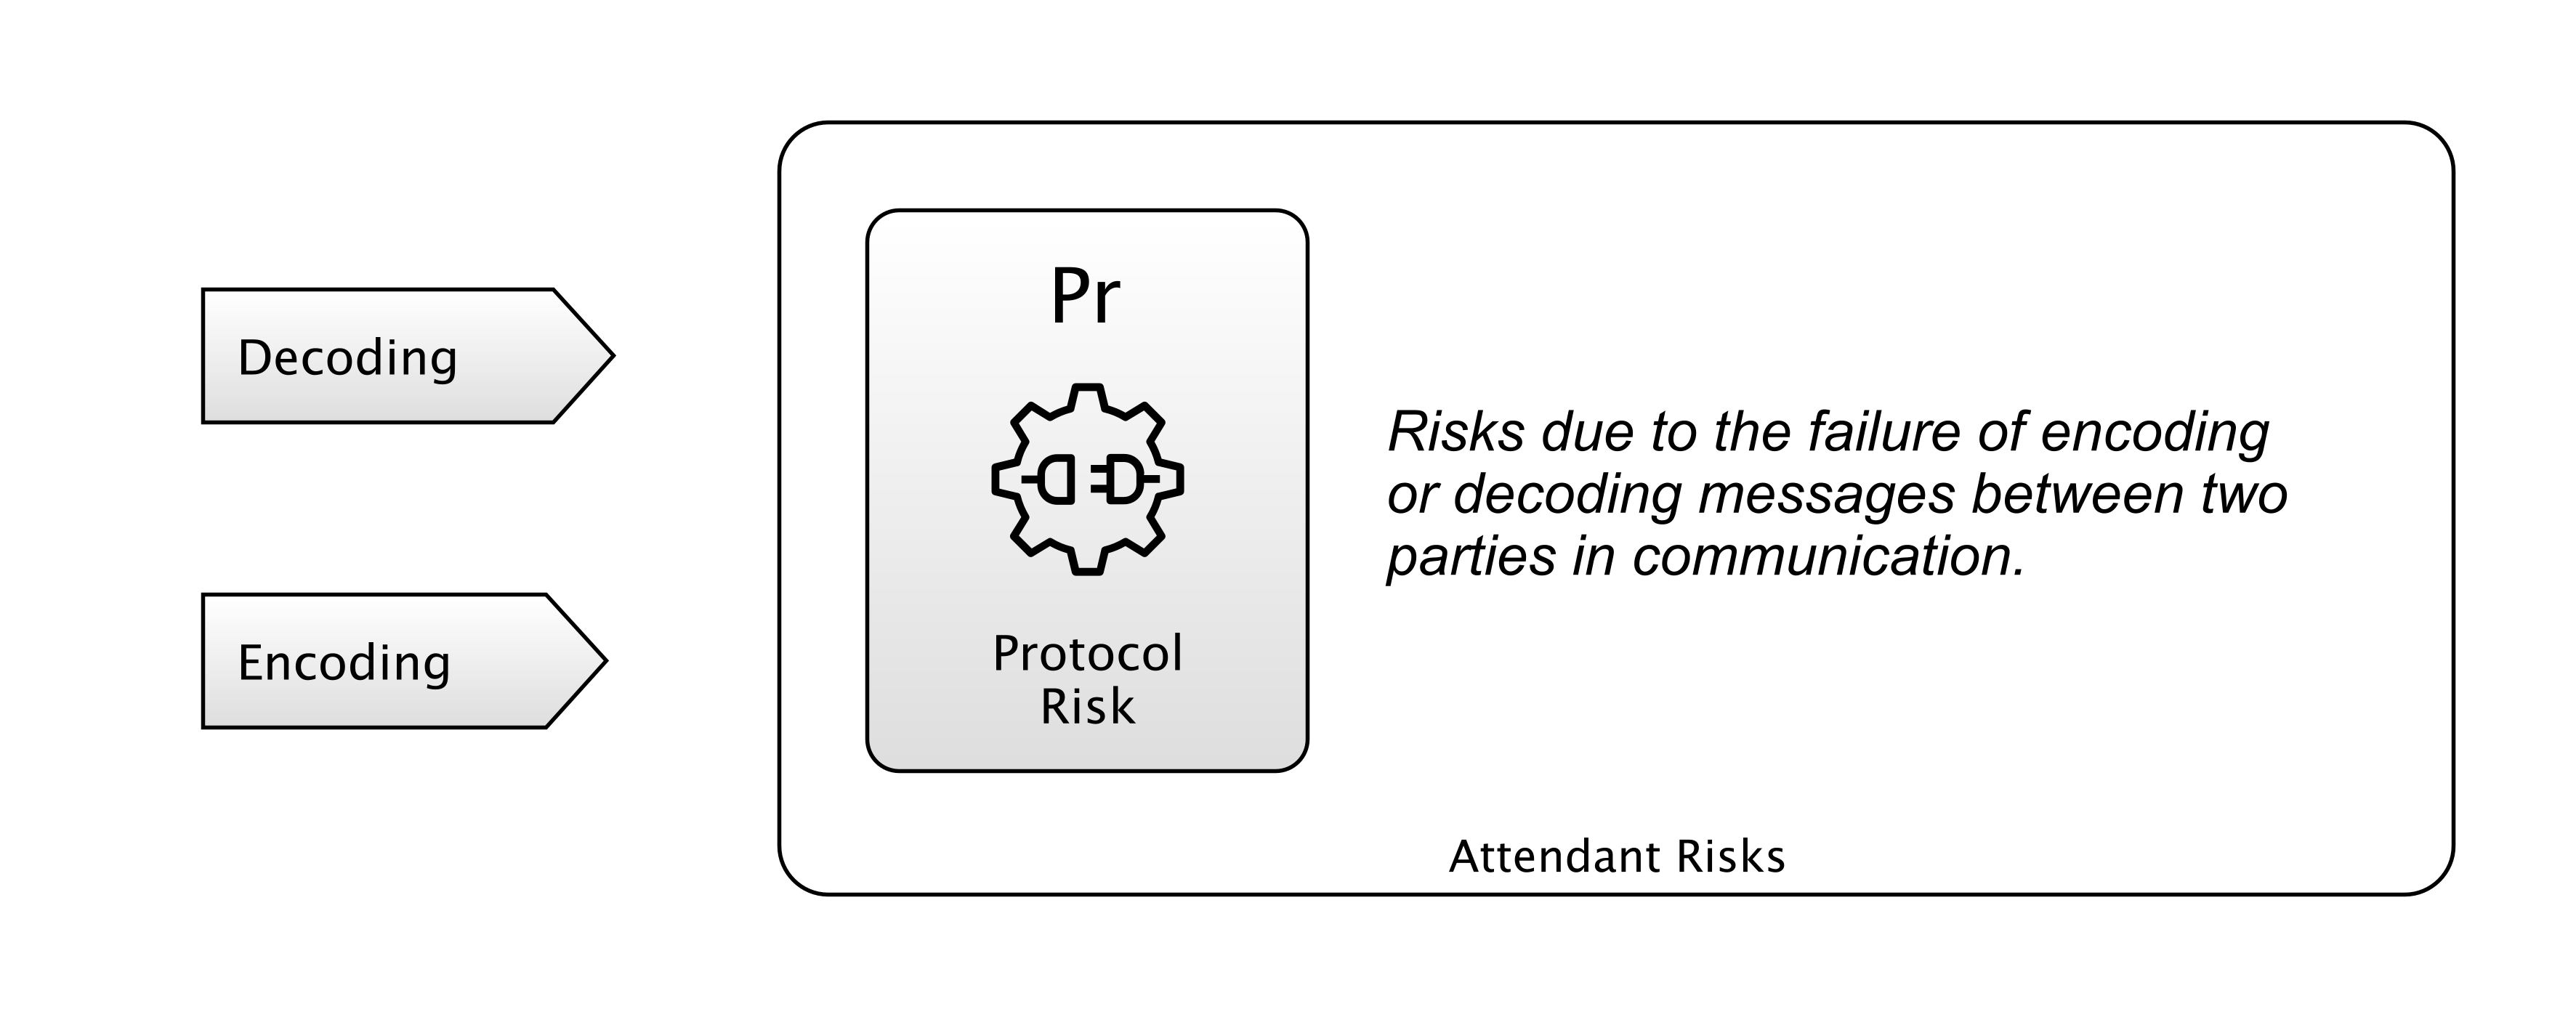 Decoding
Encoding
Pr
Protocol
Risk
Risks due to the failure of encoding
or decoding messages between two
parties in communication.
Attendant Risks